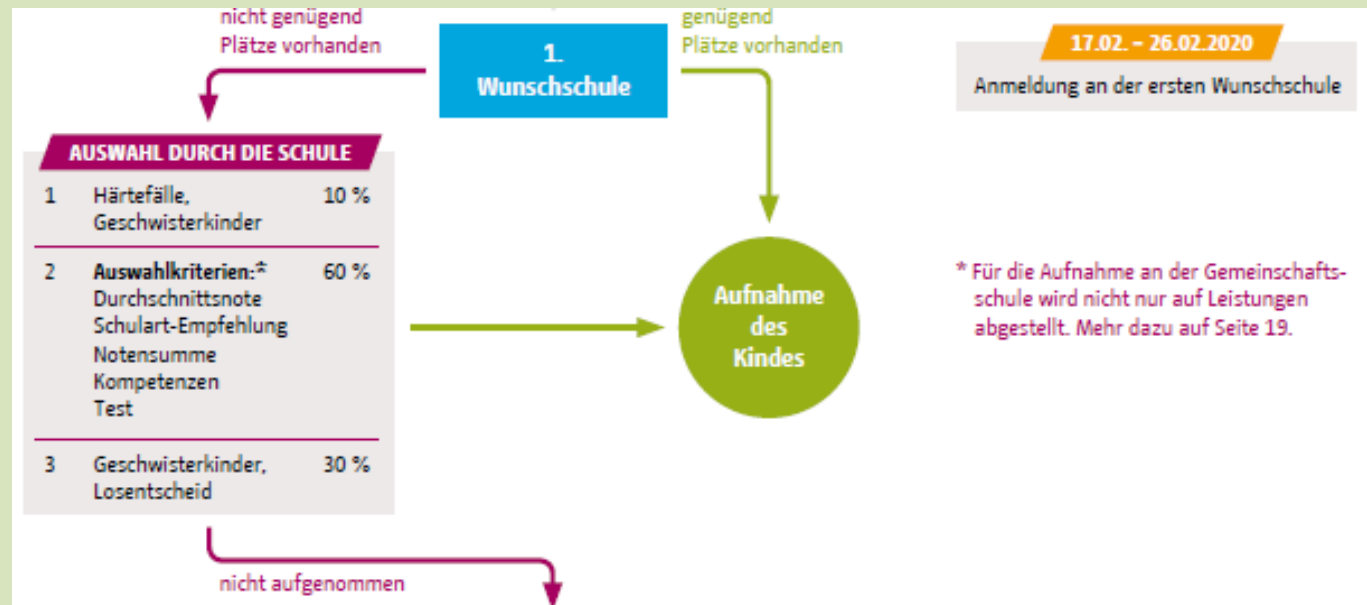 nicht genügend
Plätze vorhanden
1.
Wunschschule
genügend
Plätze vorhanden
17.02. – 26.02.2020
Anmeldung an der ersten Wunschschule
AUSWAHL DURCH DIE SCHULE
1 Härtefälle, 10 %
Geschwisterkinder
2 Auswahlkriterien:* 60 %
Durchschnittsnote
Schulart-Empfehlung
Notensumme
Kompetenzen
Test
3 Geschwisterkinder, 30 %
Losentscheid
Aufnahme
des
Kindes
* Für die Aufnahme an der Gemeinschafts-
schule wird nicht nur auf Leistungen
abgestellt. Mehr dazu auf Seite 19.
nicht aufgenommen